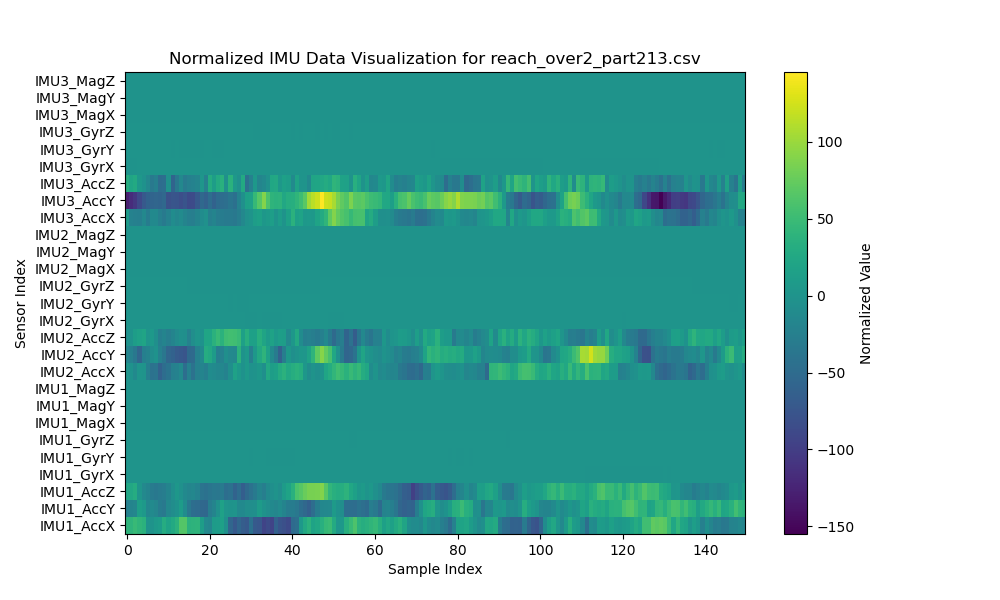 Normalized IMU Data Visualization for reach_over2_part213.csv
IMU3_MagZ
IMU3_MagY
IMU3_MagX
IMU3_GyrZ
IMU3_GyrY
IMU3_GyrX
IMU3_AccZ
IMU3_AccY
IMU3_AccX
IMU2_MagZ
IMU2_MagY
IMU2_MagX
IMU2_GyrZ
IMU2_GyrY
IMU2_GyrX
IMU2_AccZ
IMU2_AccY
IMU2_AccX
IMU1_MagZ
IMU1_MagY
IMU1_MagX
IMU1_GyrZ
IMU1_GyrY
IMU1_GyrX
IMU1_AccZ
IMU1_AccY
IMU1_AccX
Sensor Index
0 20 40 60 80 100 120 140
Sample Index
100
50
0
−50
−100
−150
Normalized Value